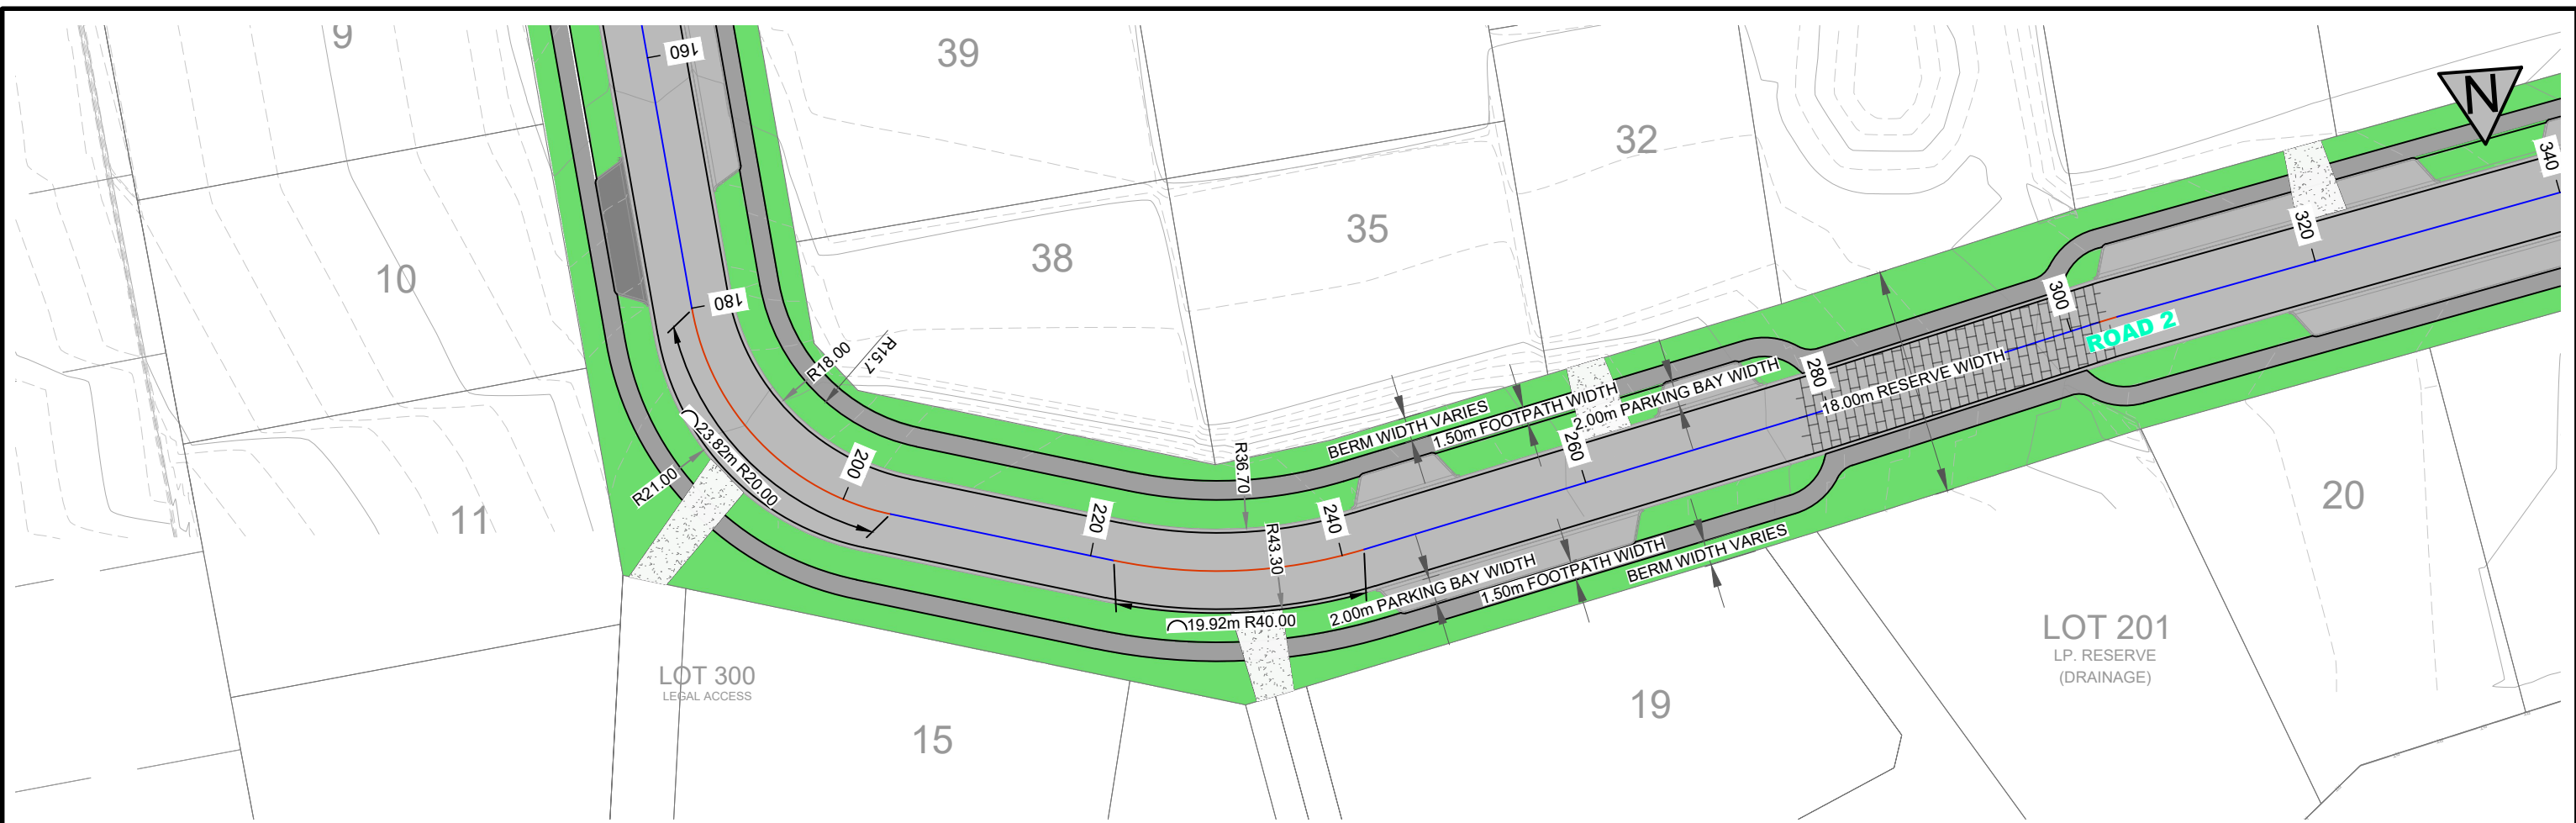 9
160
39
N
32
340
35
320
38
10
180
300
ROAD 2
R18.00
R15.7
280
18.00m RESERVE WIDTH
2.00m PARKING BAY WIDTH
1.50m FOOTPATH WIDTH
BERM WIDTH VARIES
260
R36.70
23.82m R20.00
200
R21.00
20
11
220
240
R43.30
2.00m PARKING BAY WIDTH
1.50m FOOTPATH WIDTH
BERM WIDTH VARIES
19.92m R40.00
LOT 201
LP. RESERVE
(DRAINAGE)
LOT 300
LEGAL ACCESS
19
15